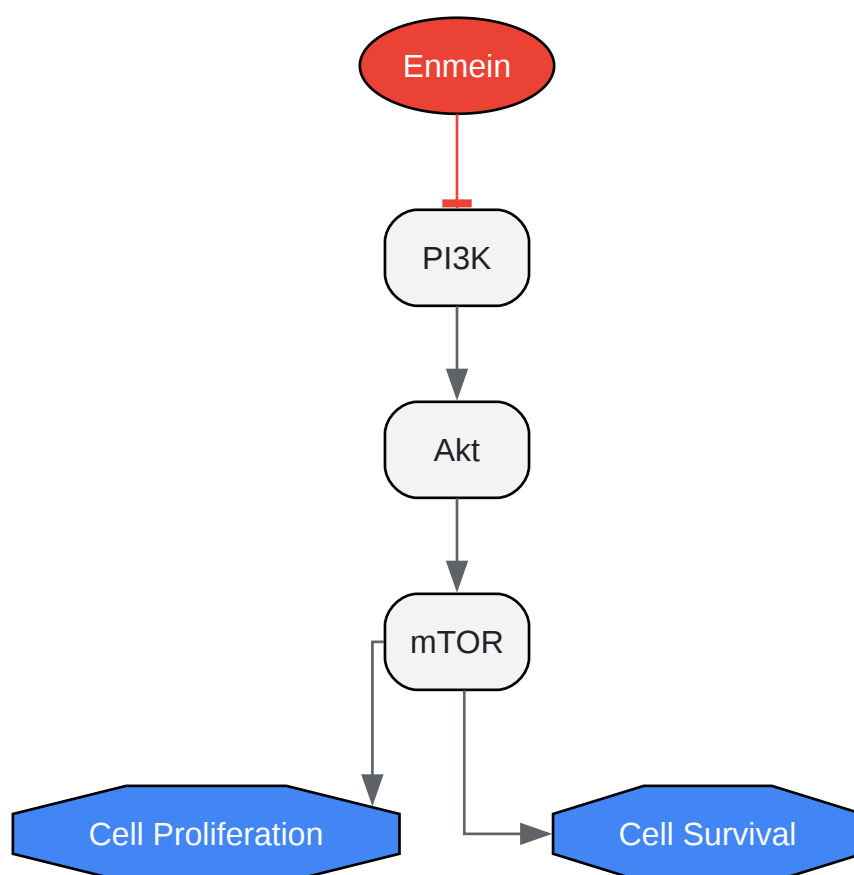 Enmein
PI3K
Akt
mTOR
Cell Proliferation
Cell Survival